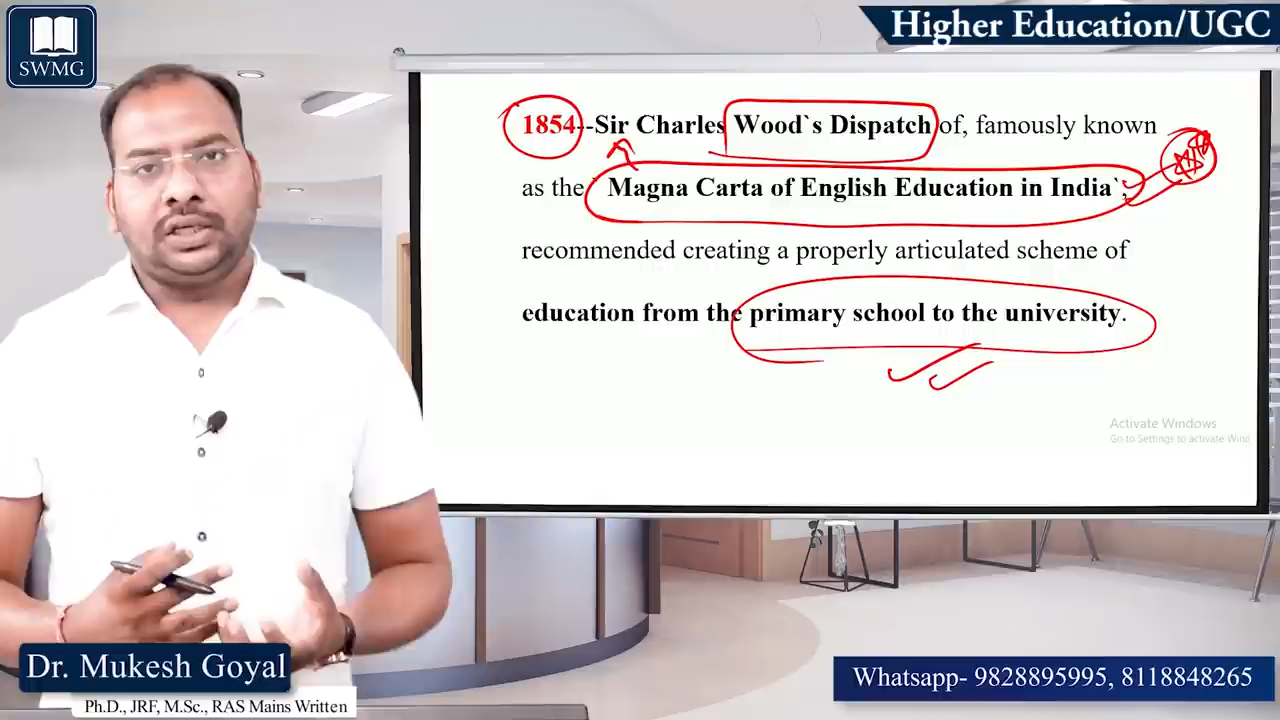 SWMG
Higher Education/UGC
1854--Sir Charles Wood`s Dispatch of, famously known
as the ` Magna Carta of English Education in India`,
recommended creating a properly articulated scheme of
education from the primary school to the university.
Activate Windows
Go to Settings to activate Wind
Dr. Mukesh Goyal
Ph.D., JRF, M.Sc., RAS Mains Written
Whatsapp- 9828895995, 8118848265